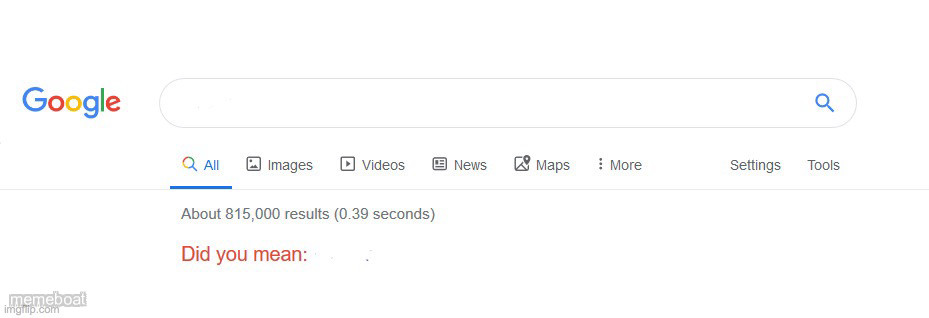 Google
All Images Videos News Maps More Settings Tools
About 815,000 results (0.39 seconds)
Did you mean:
memeboat
imgflip.com